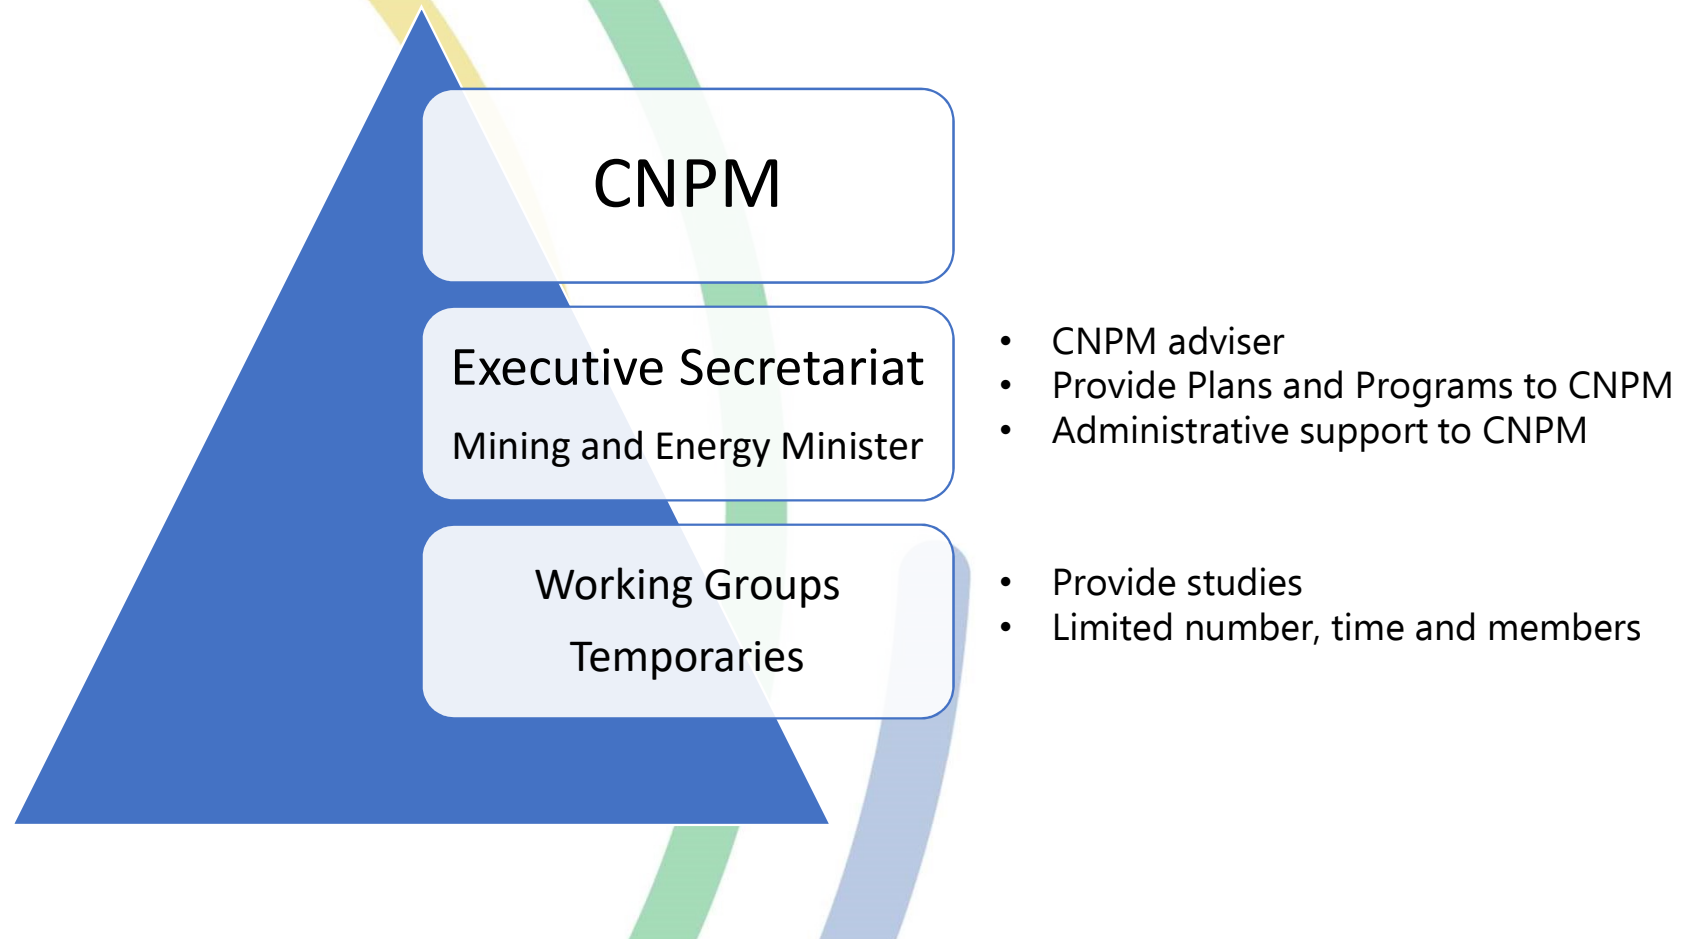 CNPM
Executive Secretariat
Mining and Energy Minister
• CNPM adviser
• Provide Plans and Programs to CNPM
• Administrative support to CNPM
Working Groups
Temporaries
• Provide studies
• Limited number, time and members